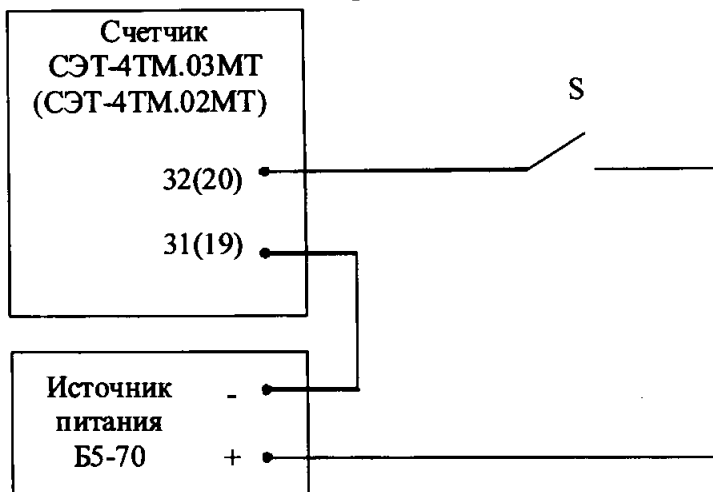 Счетчик
СЭТ-4ТМ.03МТ
(СЭТ-4ТМ.02МТ)
S
32(20)
31(19)
Источник -
питания
Б5-70 +